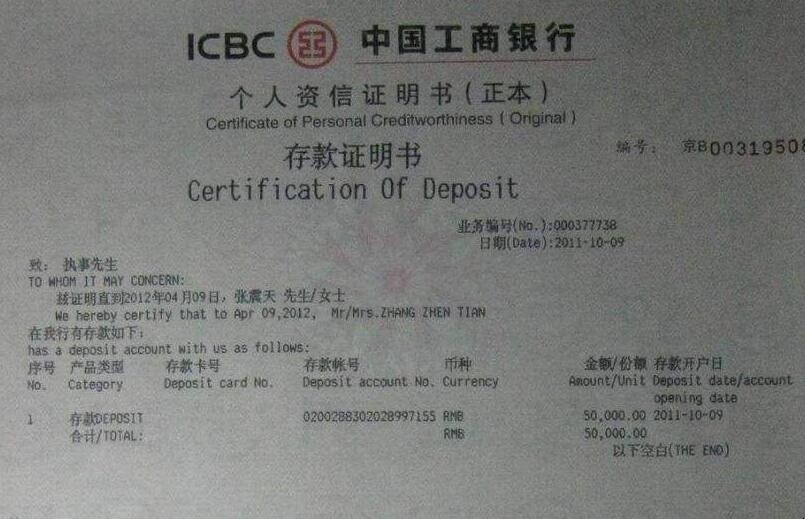 ICBC 中国工商银行
个人资信证明书(正本)
Certificate of Personal Creditworthiness ( Original )
存款证明书
编号: 京B00319508
Certification Of Deposit
业务编号(No.):000377738
日期(Date):2011-10-09
致: 执事先生
TO WHOM IT MAY CONCERN:
兹证明直到2012年04月09日, 张震天 先生/女士
We hereby certify that to Apr 09,2012, Mr/Mrs.ZHANG ZHEN TIAN
在我行有存款如下:
has a deposit account with us as follows:
序号 产品类型 存款卡号 存款帐号 币种 金额/份额 存款开户日
No. Category Deposit card No. Deposit account No. Currency Amount/Unit Deposit date/account
opening date
1 存款DEPOSIT 0200288302028997155 RMB 50,000.00 2011-10-09
合计/TOTAL: RMB 50,000.00
以下空白(THE END)